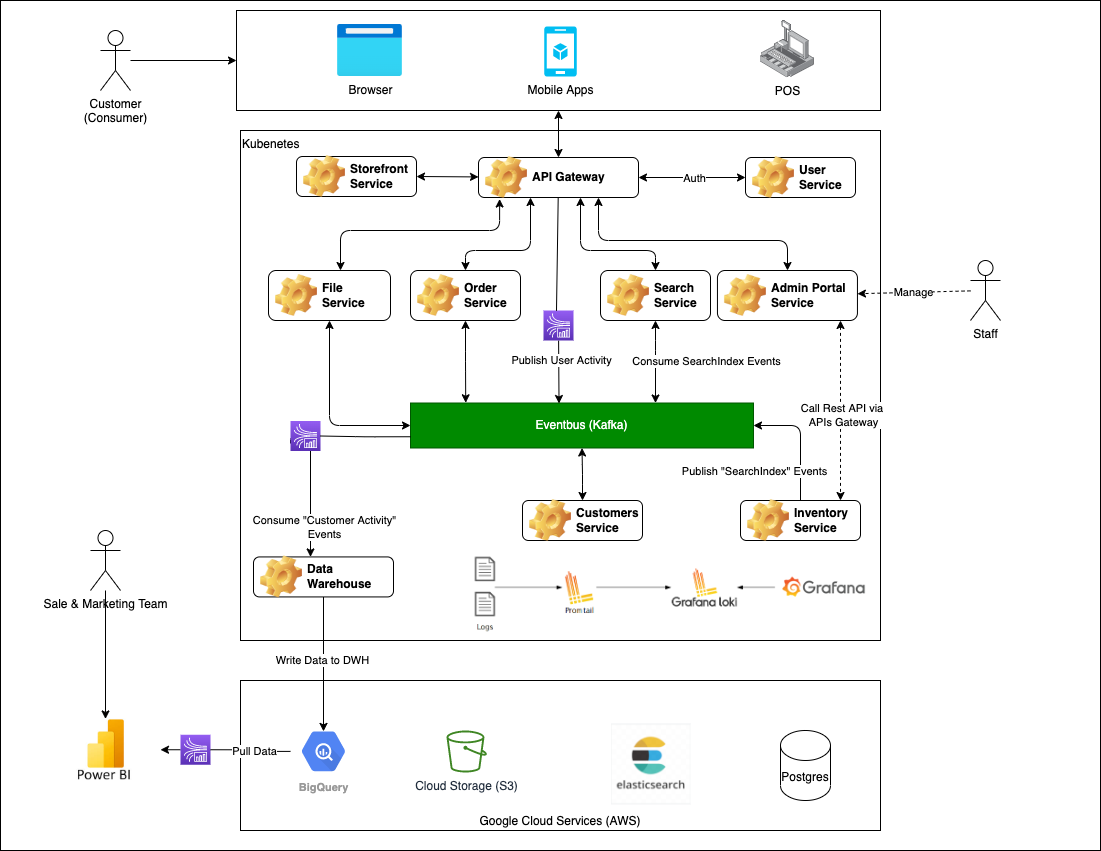 Browser
Mobile Apps
POS
Customer
(Consumer)
Kubenetes
Storefront
Service
API Gateway
Auth
User
Service
File
Service
Order
Service
Search
Service
Admin Portal
Service
Manage
Staff
Publish User Activity
Consume SearchIndex Events
Call Rest API via
APIs Gateway
Eventbus (Kafka)
Publish "SearchIndex" Events
Consume "Customer Activity"
Events
Customers
Service
Inventory
Service
Data
Warehouse
Logs
Promtail
Grafana loki
Grafana
Sale & Marketing Team
Write Data to DWH
Power BI
Pull Data
BigQuery
Cloud Storage (S3)
elasticsearch
Postgres
Google Cloud Services (AWS)